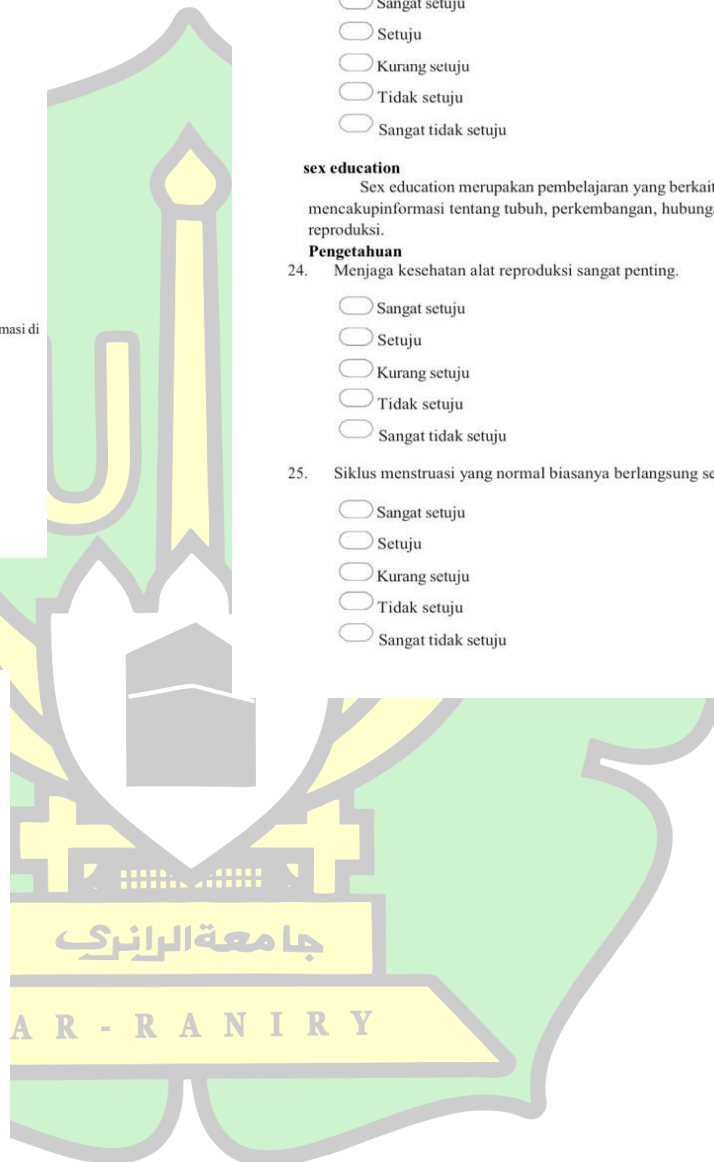 Sangat setuju
Setuju
Kurang setuju
Tidak setuju
Sangat tidak setuju
sex education
Sex education merupakan pembelajaran yang berkait
mencakupinformasi tentang tubuh, perkembangan, hubung
reproduksi.
Pengetahuan
24. Menjaga kesehatan alat reproduksi sangat penting.
Sangat setuju
Setuju
Kurang setuju
Tidak setuju
Sangat tidak setuju
25. Siklus menstruasi yang normal biasanya berlangsung se
Sangat setuju
Setuju
Kurang setuju
Tidak setuju
Sangat tidak setuju
masi di
جامعة الرانري
AR-RANIRY